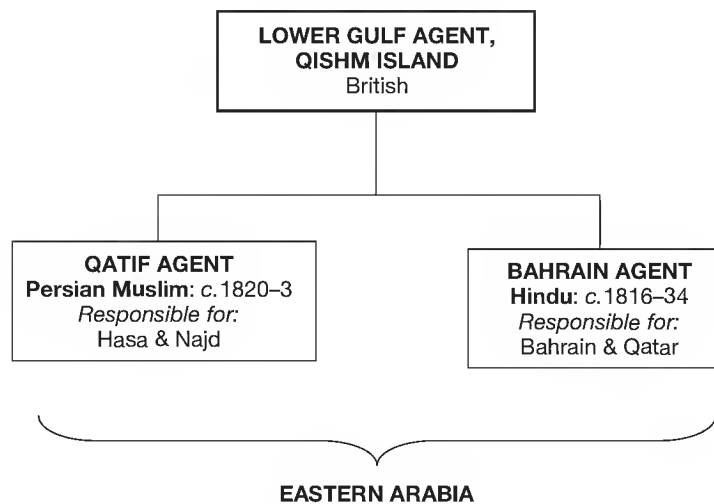 LOWER GULF AGENT,
QISHM ISLAND
British
QATIF AGENT
Persian Muslim: c.1820–3
Responsible for:
Hasa & Najd
BAHRAIN AGENT
Hindu: c.1816–34
Responsible for:
Bahrain & Qatar
EASTERN ARABIA